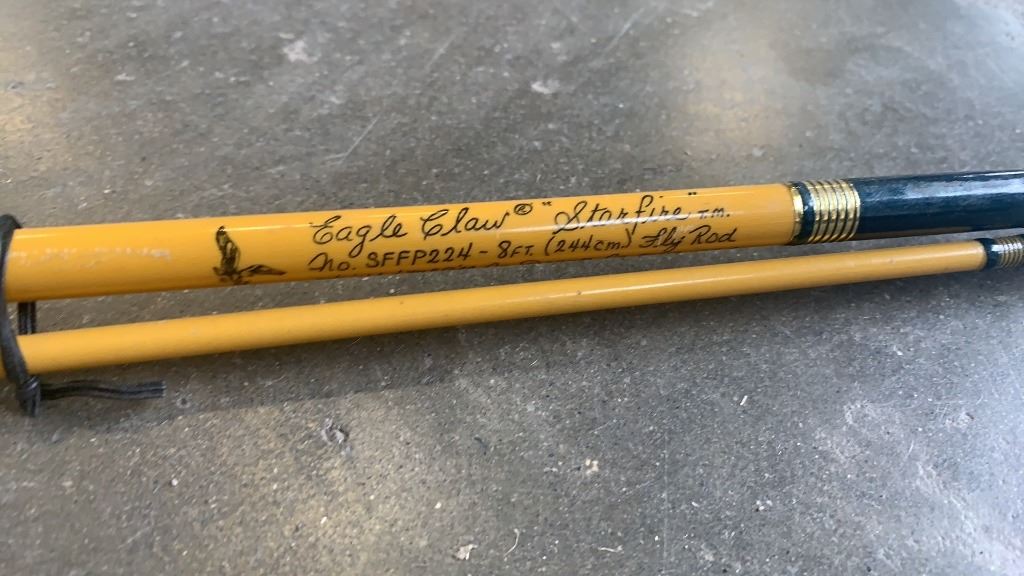 Eagle Claw® "Starfire" T.M.
No. SFFP224 - 8FT. (244cm.) Fly Rod